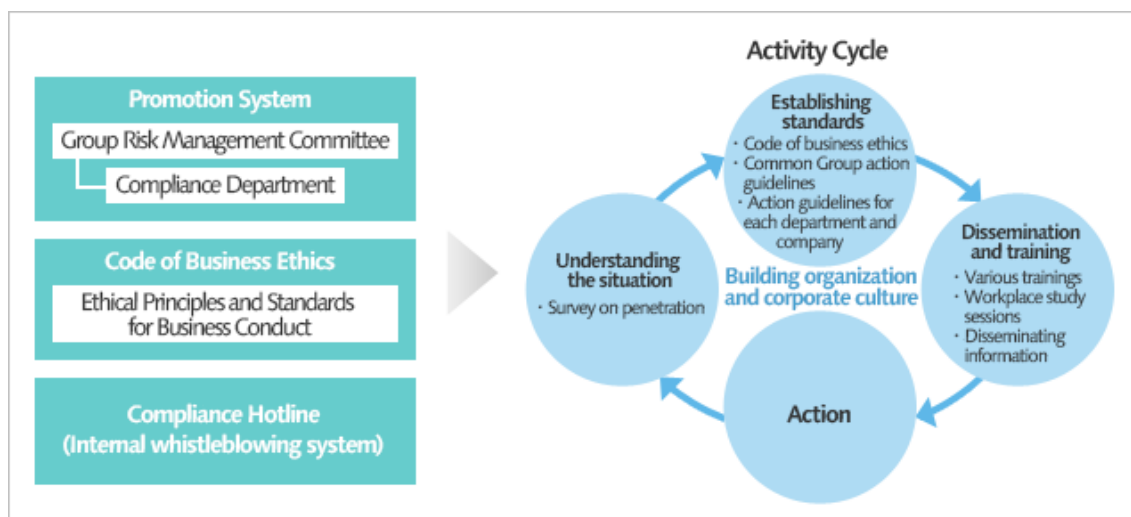 Promotion System
Group Risk Management Committee
Compliance Department
Code of Business Ethics
Ethical Principles and Standards
for Business Conduct
Compliance Hotline
(Internal whistleblowing system)
Activity Cycle
Establishing
standards
・Code of business ethics
・Common Group action
guidelines
・Action guidelines for
each department and
company
Dissemination
and training
・Various trainings
・Workplace study
sessions
・Disseminating
information
Action
Understanding
the situation
・Survey on penetration
Building organization
and corporate culture